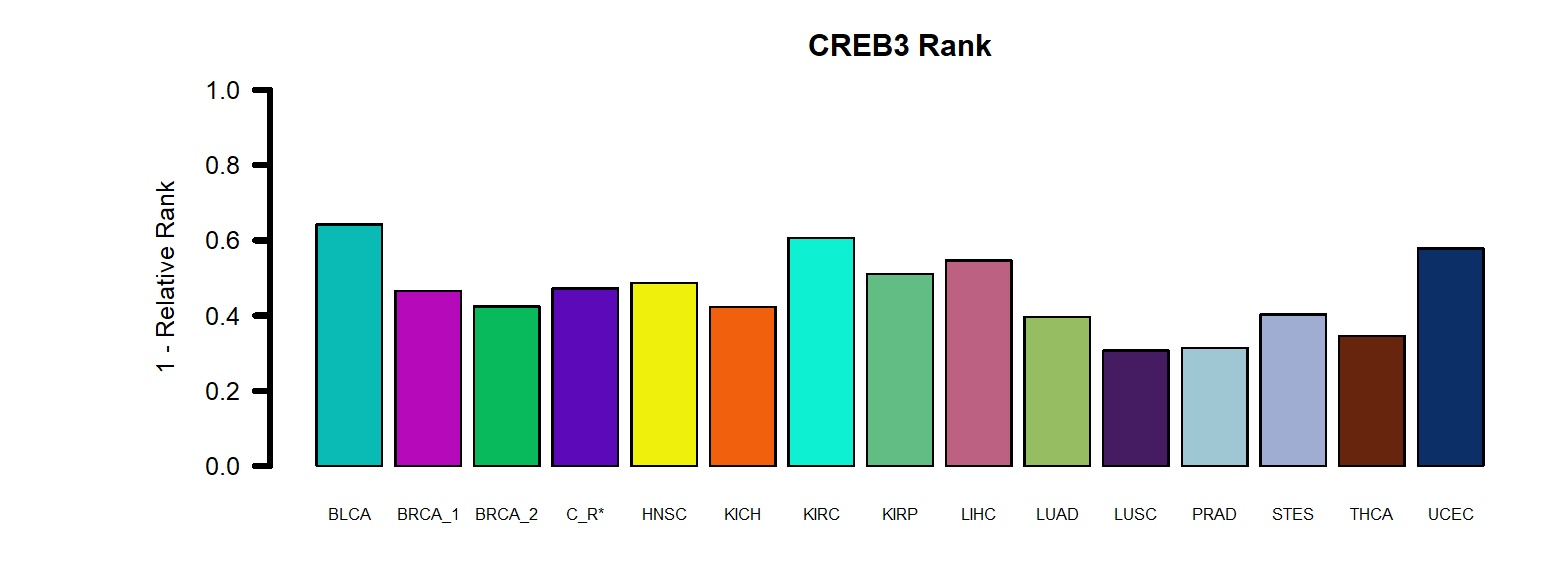 CREB3 Rank
1 - Relative Rank
1.0
0.8
0.6
0.4
0.2
0.0
BLCA BRCA_1 BRCA_2 C_R* HNSC KICH KIRC KIRP LIHC LUAD LUSC PRAD STES THCA UCEC